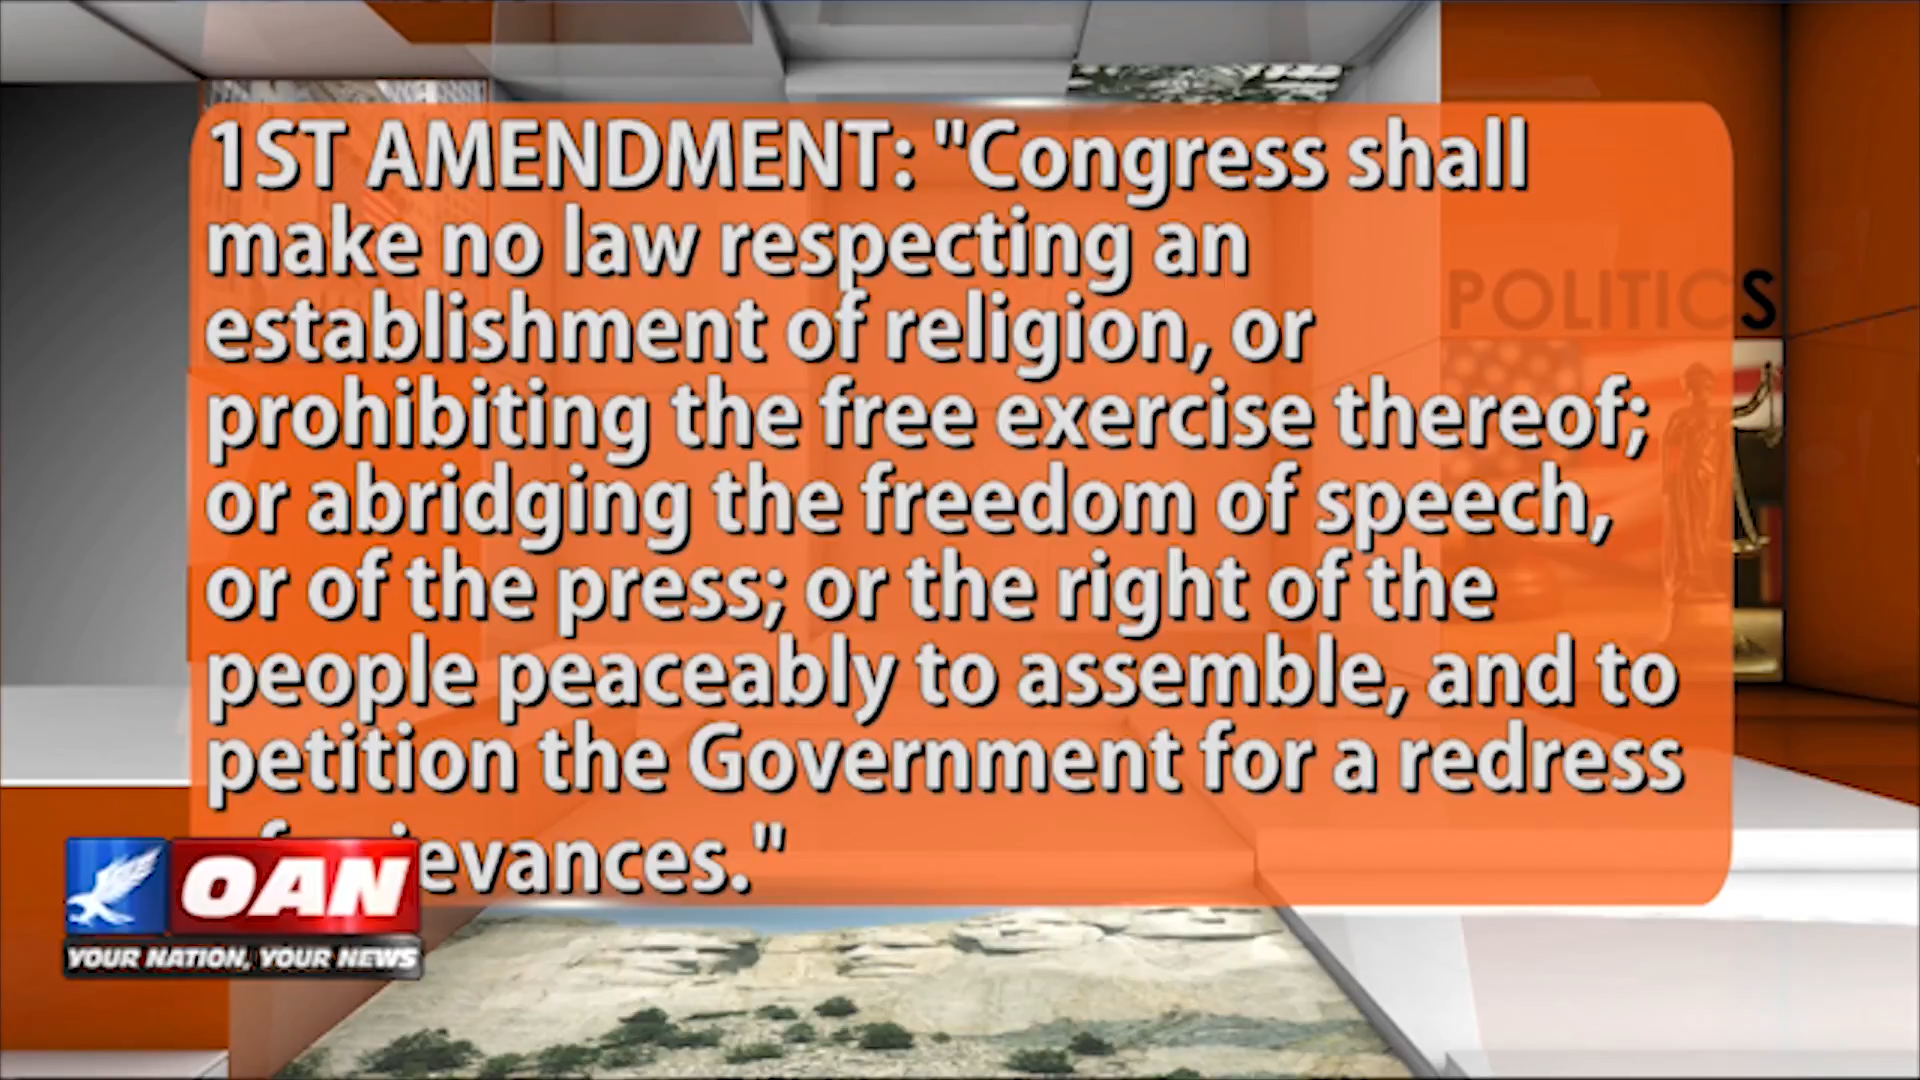 1ST AMENDMENT: "Congress shall
make no law respecting an
establishment of religion, or
prohibiting the free exercise thereof;
or abridging the freedom of speech,
or of the press; or the right of the
people peaceably to assemble, and to
petition the Government for a redress
evances."
POLITICS
OAN
YOUR NATION, YOUR NEWS